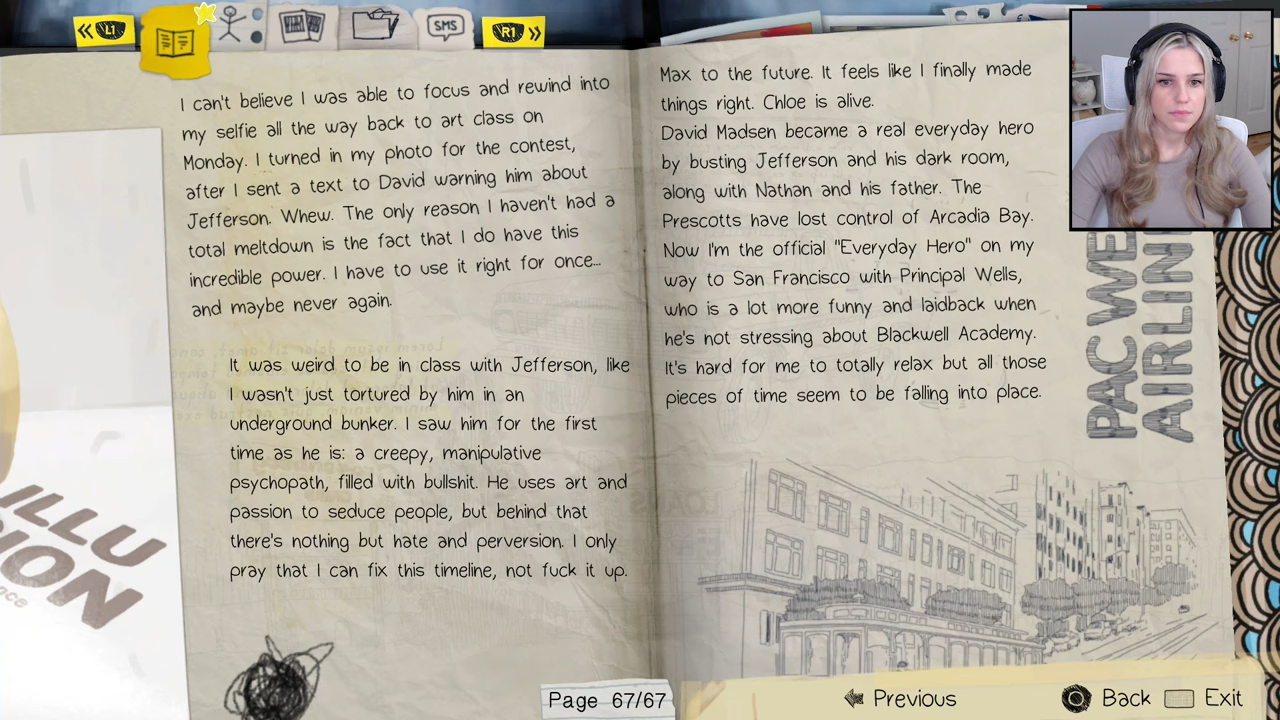 L1
SMS
R1
I can't believe I was able to focus and rewind into
my selfie all the way back to art class on
Monday. I turned in my photo for the contest,
after I sent a text to David warning him about
Jefferson. Whew. The only reason I haven't had a
total meltdown is the fact that I do have this
incredible power. I have to use it right for once...
and maybe never again.
It was weird to be in class with Jefferson, like
I wasn't just tortured by him in an
underground bunker. I saw him for the first
time as he is: a creepy, manipulative
psychopath, filled with bullshit. He uses art and
passion to seduce people, but behind that
there's nothing but hate and perversion. I only
pray that I can fix this timeline, not fuck it up.
Max to the future. It feels like I finally made
things right. Chloe is alive.
David Madsen became a real everyday hero
by busting Jefferson and his dark room,
along with Nathan and his father. The
Prescotts have lost control of Arcadia Bay.
Now I'm the official "Everyday Hero" on my
way to San Francisco with Principal Wells,
who is a lot more funny and laidback when
he's not stressing about Blackwell Academy.
It's hard for me to totally relax but all those
pieces of time seem to be falling into place.
PAC WE
AIRLIN
ILLU
ION
nce
Page 67/67
Previous
Back
Exit